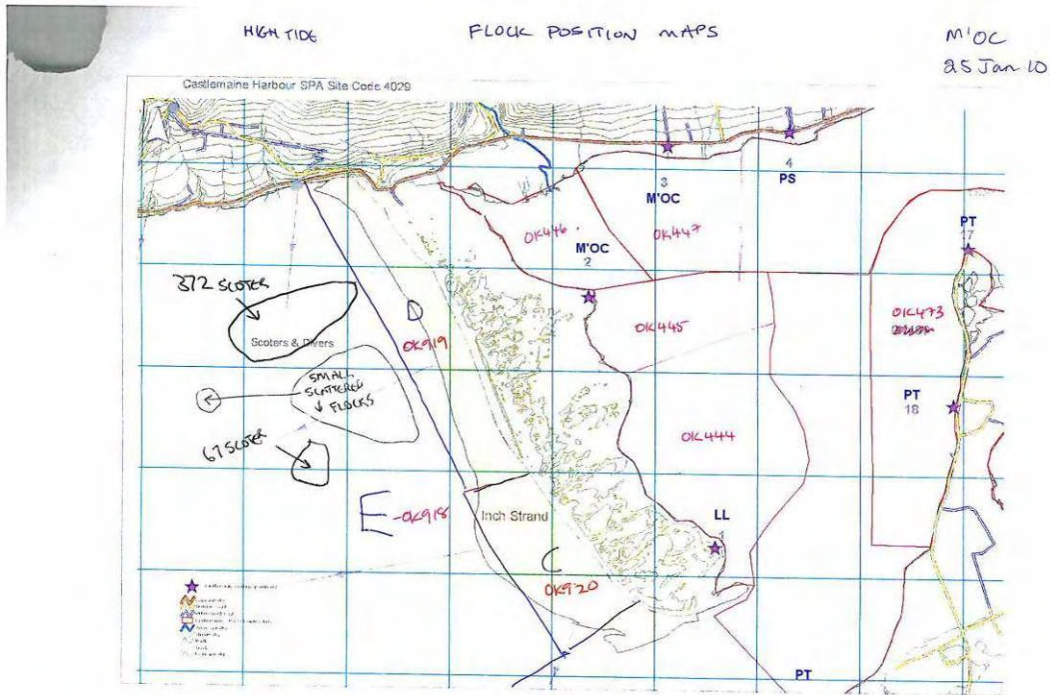 HIGH TIDE
FLOCK POSITION MAPS
M'OC
25 Jan 10
Castlemaine Harbour SPA Site Code 4029
4
PS
3
M'OC
OK446
OK447
M'OC
2
PT
17
372 SCOTER
Scoters & Divers
D
OK919
OK445
OK473
SMALL
SCATTERED
FLOCKS
PT
18
67 SCOTER
OK444
E
-OK918
Inch Strand
LL
1
C
OK920
PT